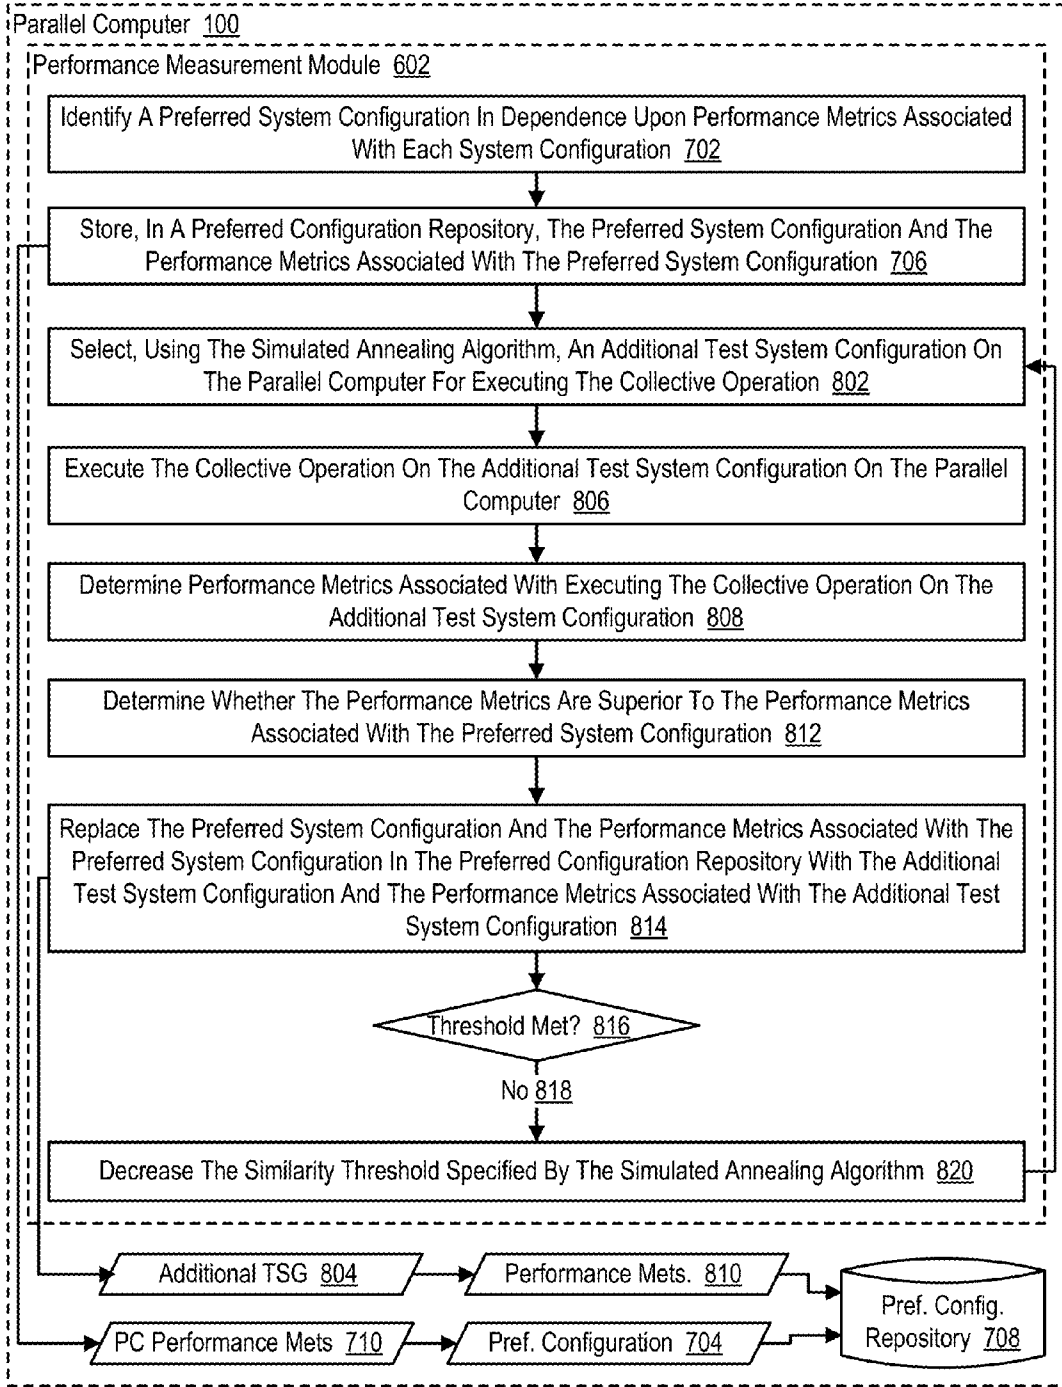 Parallel Computer 100
Performance Measurement Module 602
Identify A Preferred System Configuration In Dependence Upon Performance Metrics Associated
With Each System Configuration 702
Store, In A Preferred Configuration Repository, The Preferred System Configuration And The
Performance Metrics Associated With The Preferred System Configuration 706
Select, Using The Simulated Annealing Algorithm, An Additional Test System Configuration On
The Parallel Computer For Executing The Collective Operation 802
Execute The Collective Operation On The Additional Test System Configuration On The Parallel
Computer 806
Determine Performance Metrics Associated With Executing The Collective Operation On The
Additional Test System Configuration 808
Determine Whether The Performance Metrics Are Superior To The Performance Metrics
Associated With The Preferred System Configuration 812
Replace The Preferred System Configuration And The Performance Metrics Associated With The
Preferred System Configuration In The Preferred Configuration Repository With The Additional
Test System Configuration And The Performance Metrics Associated With The Additional Test
System Configuration 814
Threshold Met? 816
No 818
Decrease The Similarity Threshold Specified By The Simulated Annealing Algorithm 820
Additional TSG 804
Performance Mets. 810
PC Performance Mets 710
Pref. Configuration 704
Pref. Config.
Repository 708